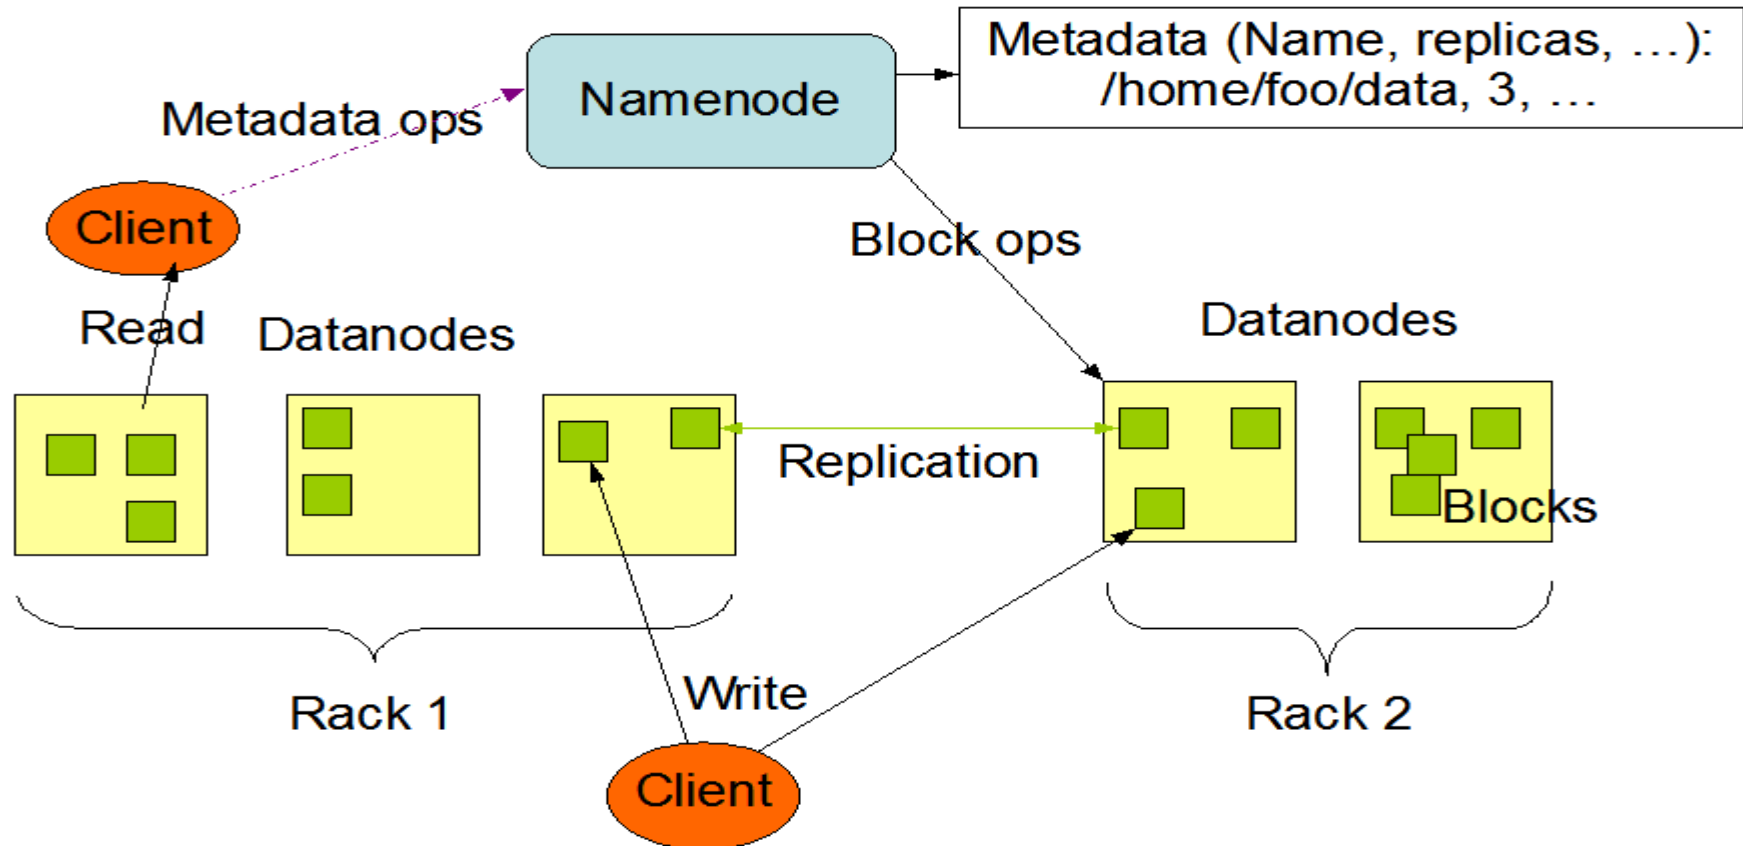 Metadata (Name, replicas, …):
/home/foo/data, 3, …
Namenode
Metadata ops
Client
Block ops
Read
Datanodes
Datanodes
Replication
Blocks
Rack 1
Write
Rack 2
Client